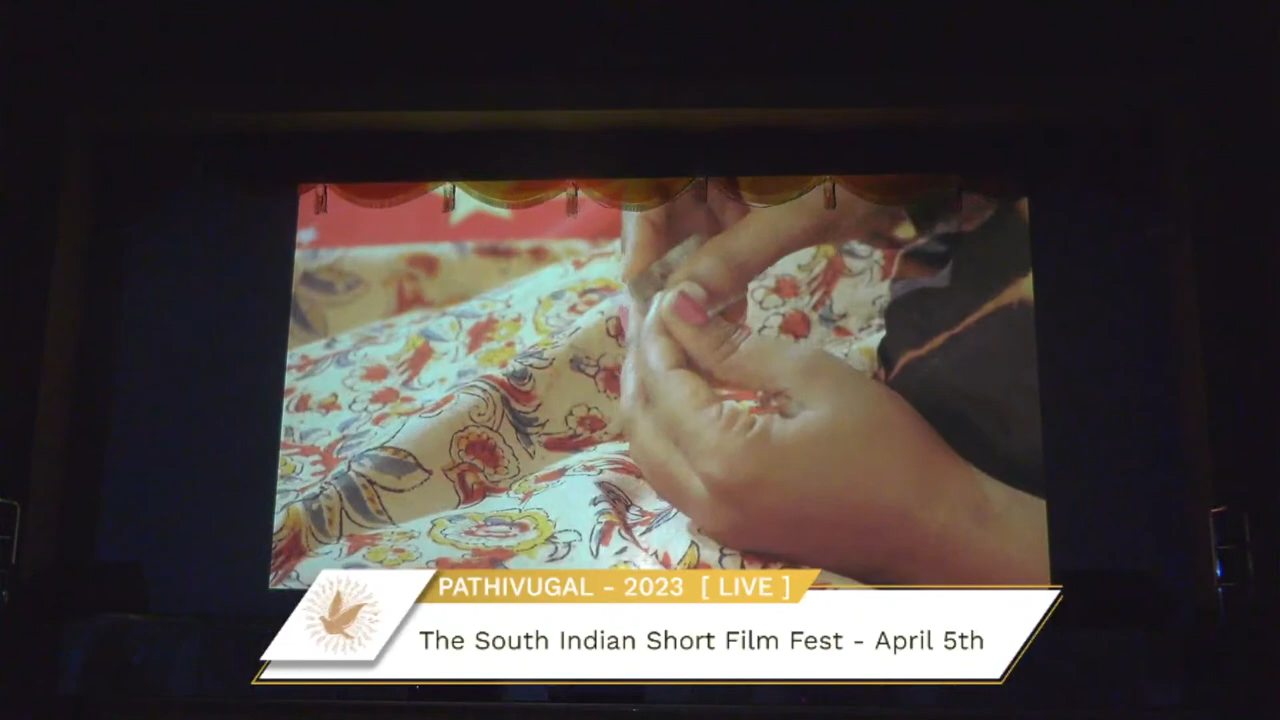 PATHIVUGAL - 2023 [ LIVE ]
The South Indian Short Film Fest - April 5th